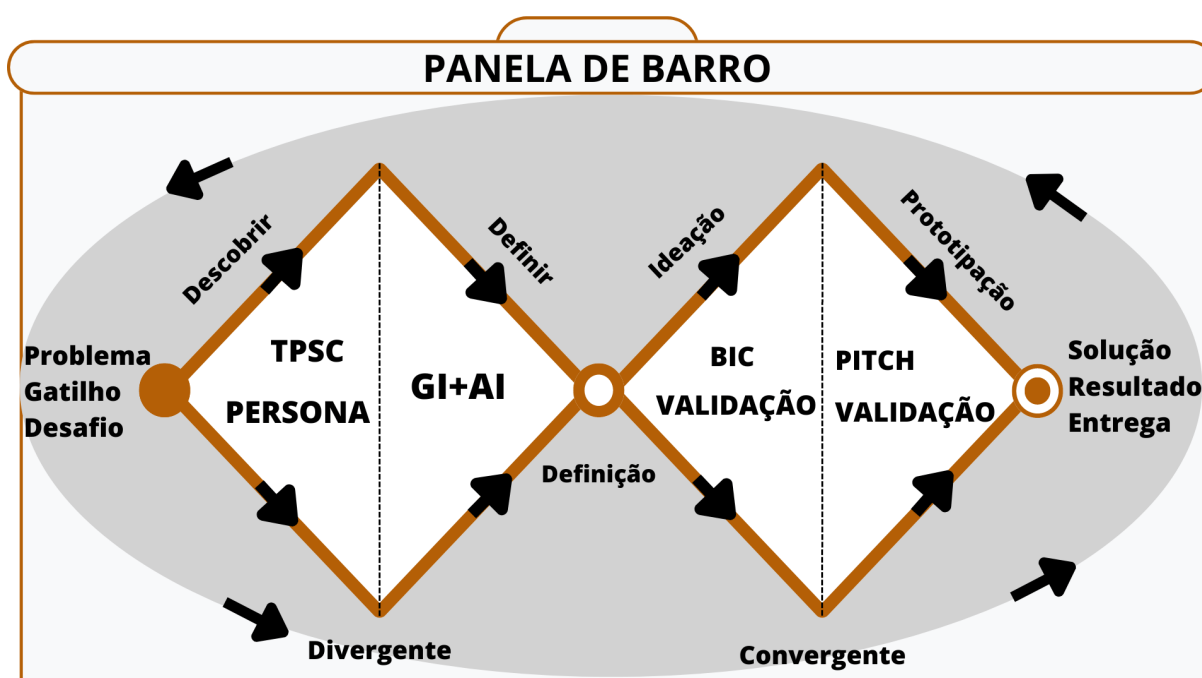 PANELA DE BARRO
Descobrir
Definir
Ideação
Prototipação
Problema
Gatilho
Desafio
TPSC
PERSONA
GI+AI
Definição
BIC
VALIDAÇÃO
PITCH
VALIDAÇÃO
Solução
Resultado
Entrega
Divergente
Convergente